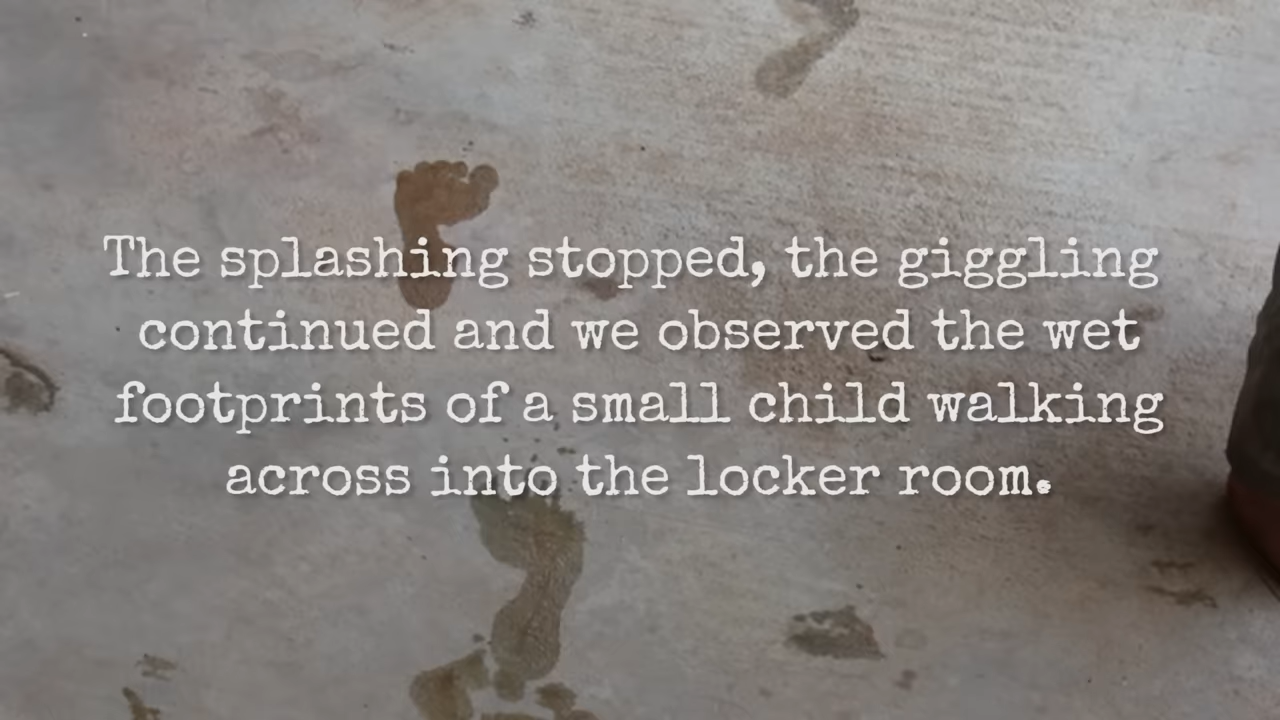 The splashing stopped, the giggling
continued and we observed the wet
footprints of a small child walking
across into the locker room.